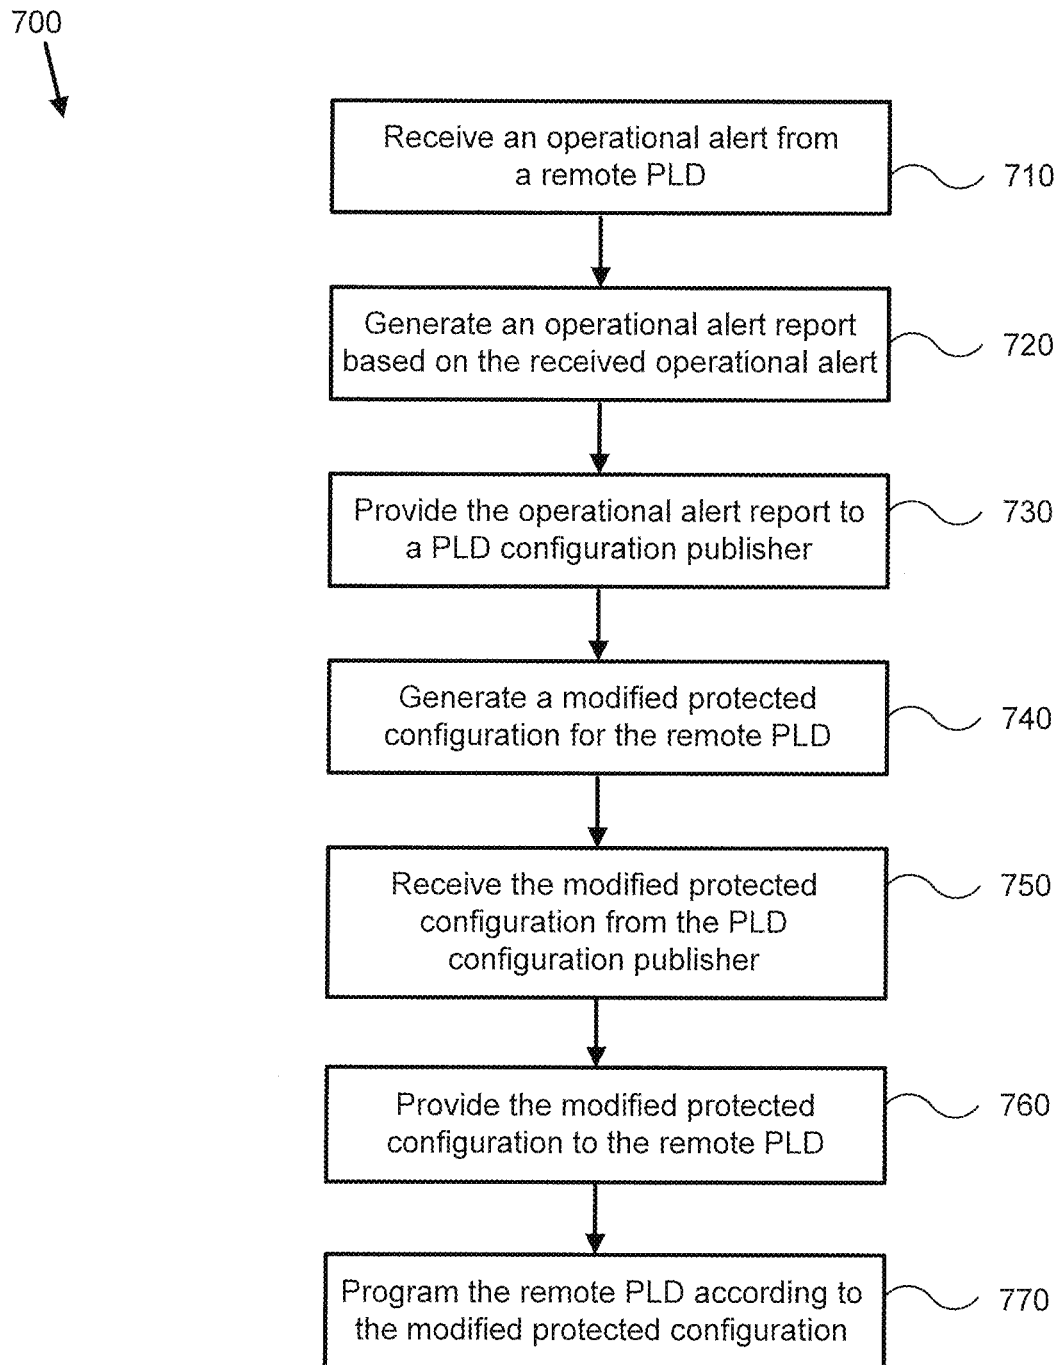 700
Receive an operational alert from
a remote PLD
710
Generate an operational alert report
based on the received operational alert
720
Provide the operational alert report to
a PLD configuration publisher
730
Generate a modified protected
configuration for the remote PLD
740
Receive the modified protected
configuration from the PLD
configuration publisher
750
Provide the modified protected
configuration to the remote PLD
760
Program the remote PLD according to
the modified protected configuration
770